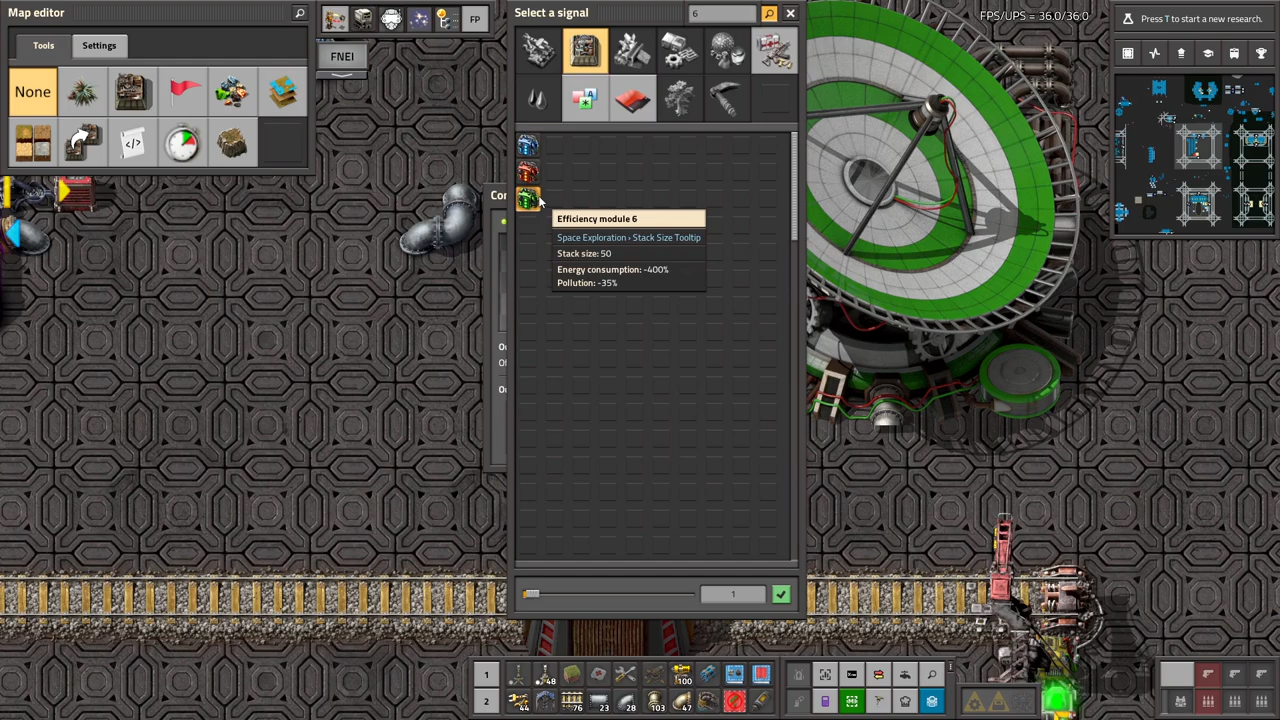 Map editor
Tools
Settings
None
FP
FNEI
Select a signal
6
FPS/UPS = 36.0/36.0
Press T to start a new research.
Efficiency module 6
Space Exploration › Stack Size Tooltip
Stack size: 50
Energy consumption: -400%
Pollution: -35%
1
1
48
100
2
44
76
23
28
103
47